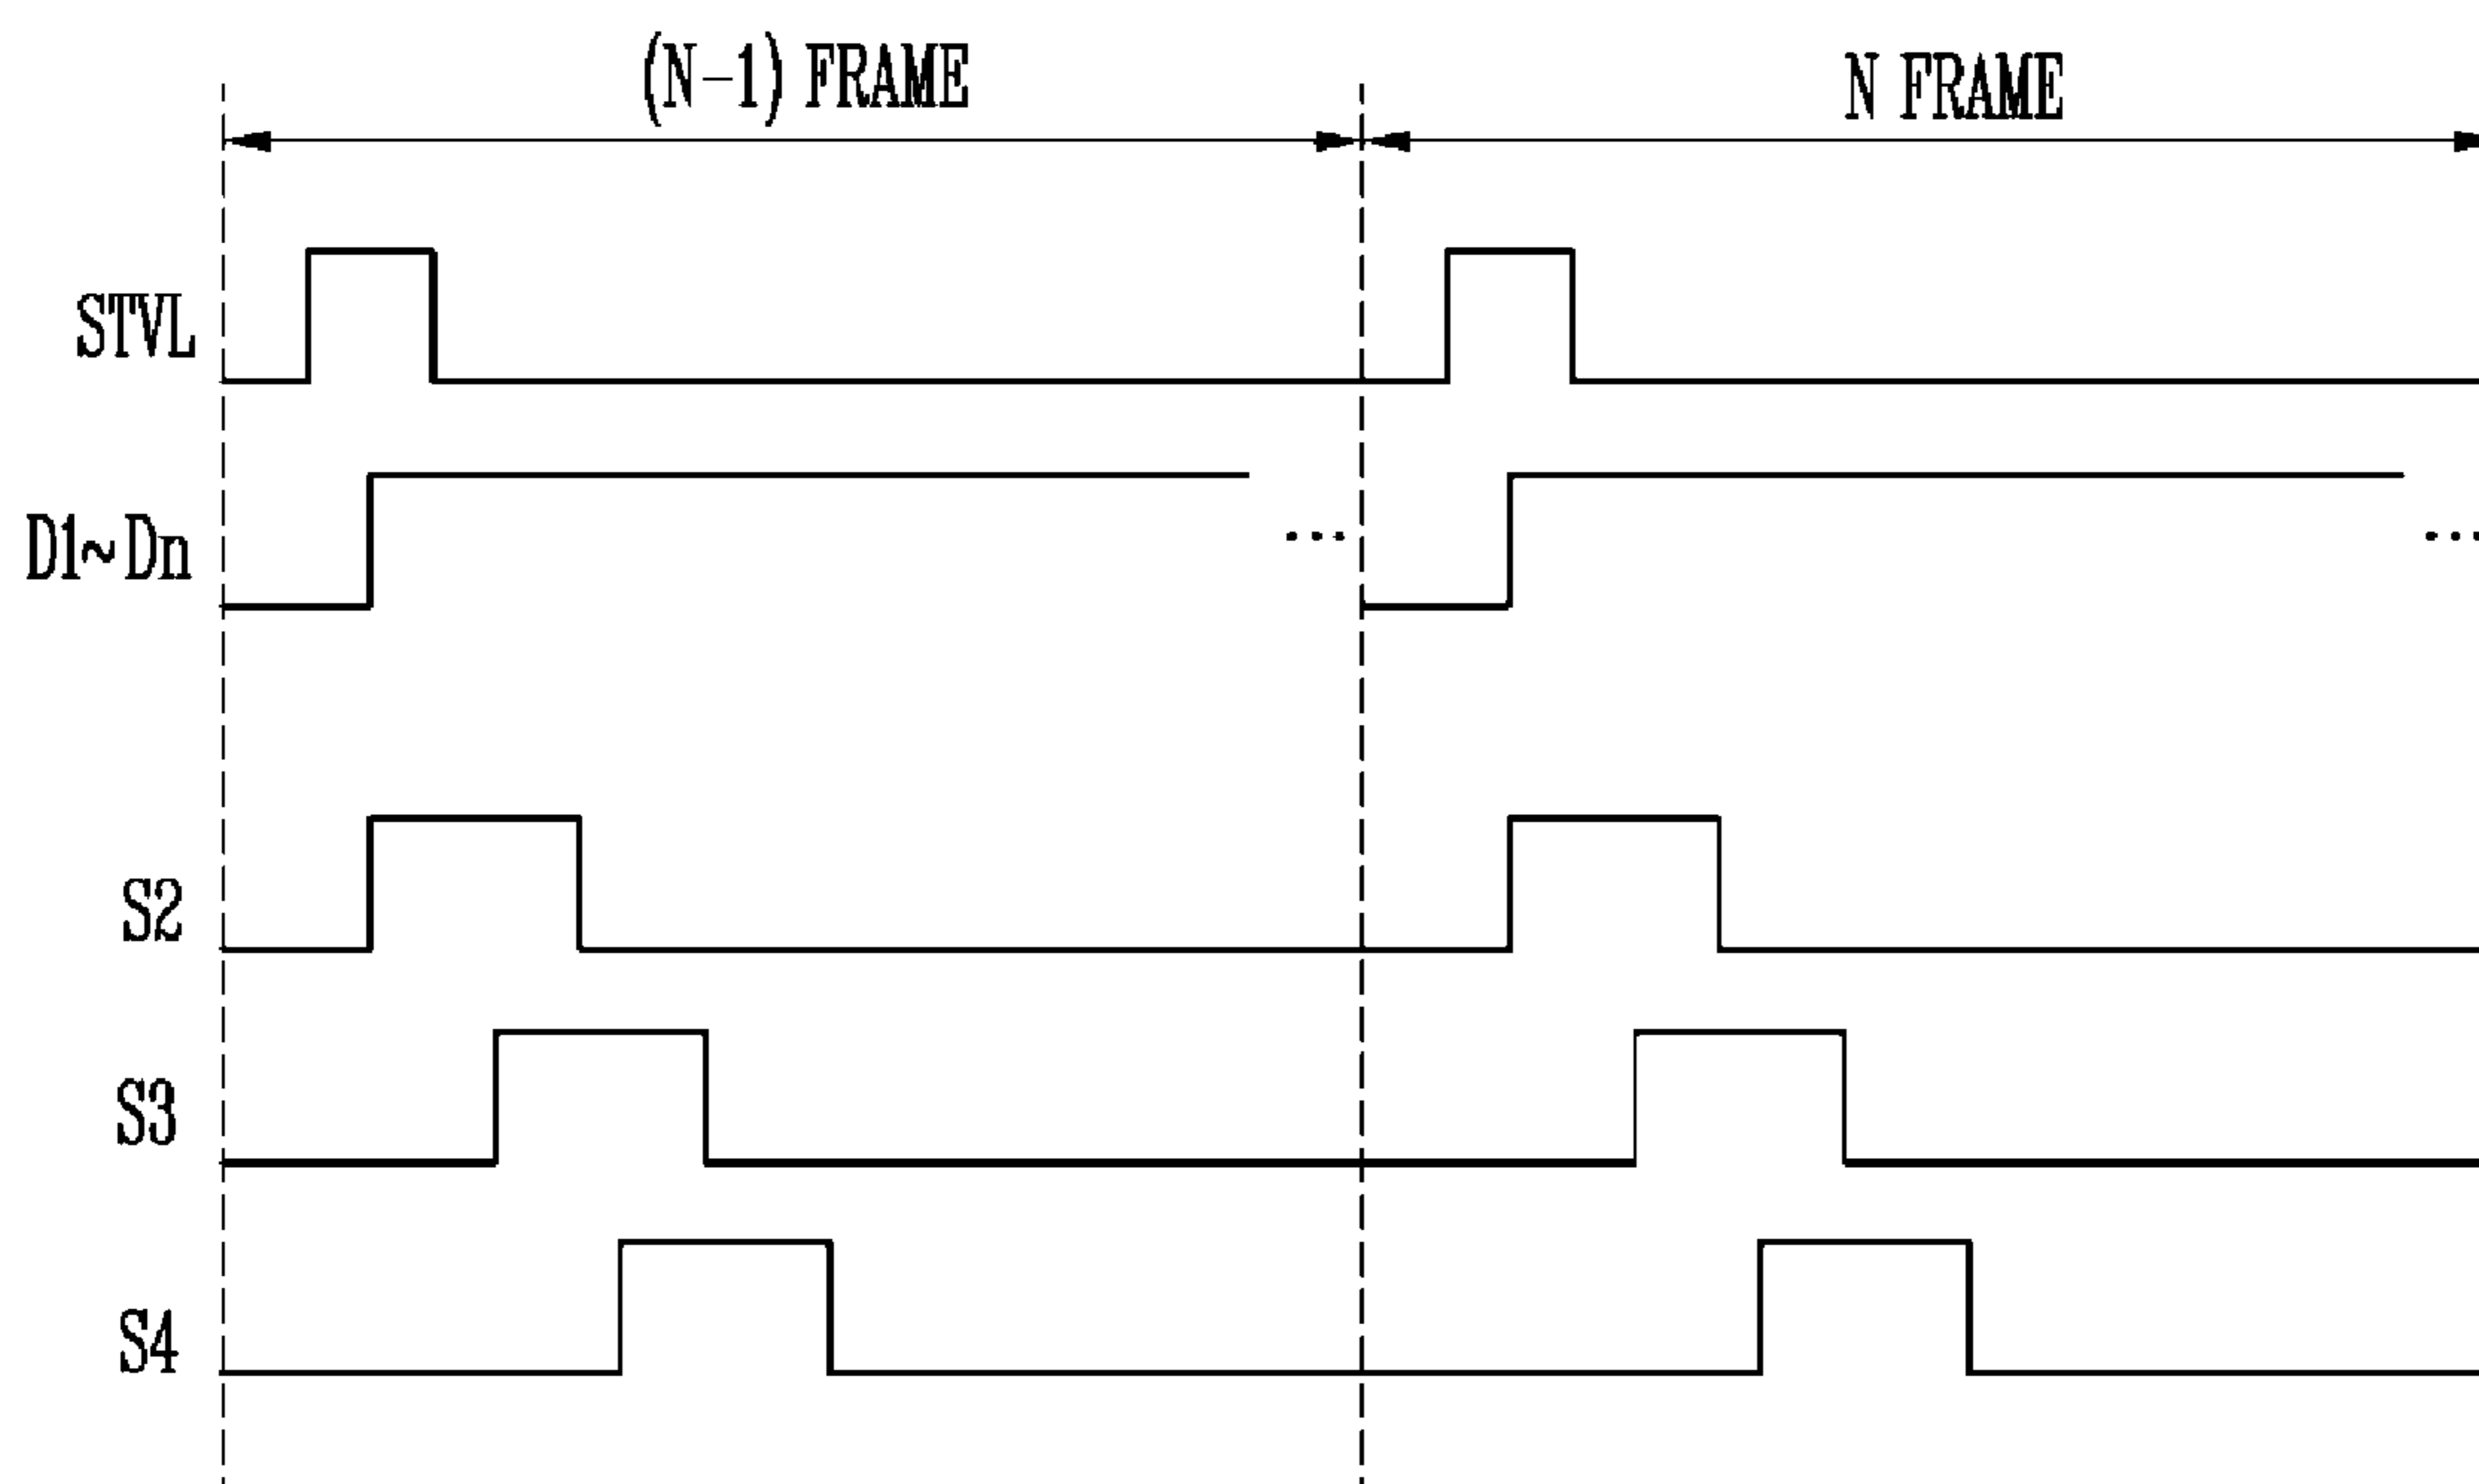 (N-1) FRAME
N FRAME
STVL
D1~Dn
...
...
S2
S3
S4